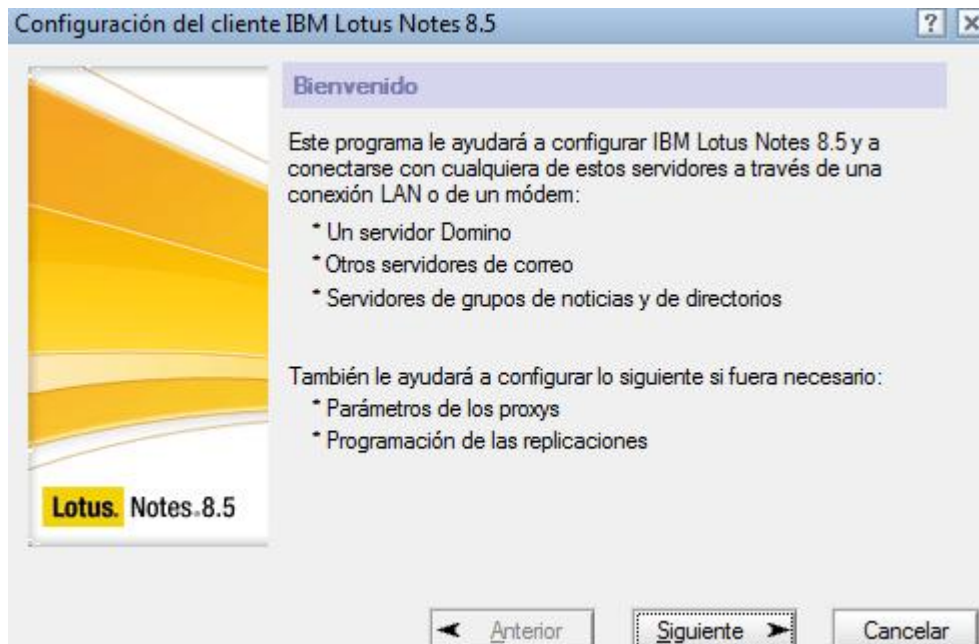 Configuración del cliente IBM Lotus Notes 8.5
Bienvenido
Este programa le ayudará a configurar IBM Lotus Notes 8.5 y a
conectarse con cualquiera de estos servidores a través de una
conexión LAN o de un módem:
* Un servidor Domino
* Otros servidores de correo
* Servidores de grupos de noticias y de directorios
También le ayudará a configurar lo siguiente si fuera necesario:
* Parámetros de los proxys
* Programación de las replicaciones
Lotus. Notes.8.5
Anterior
Siguiente
Cancelar